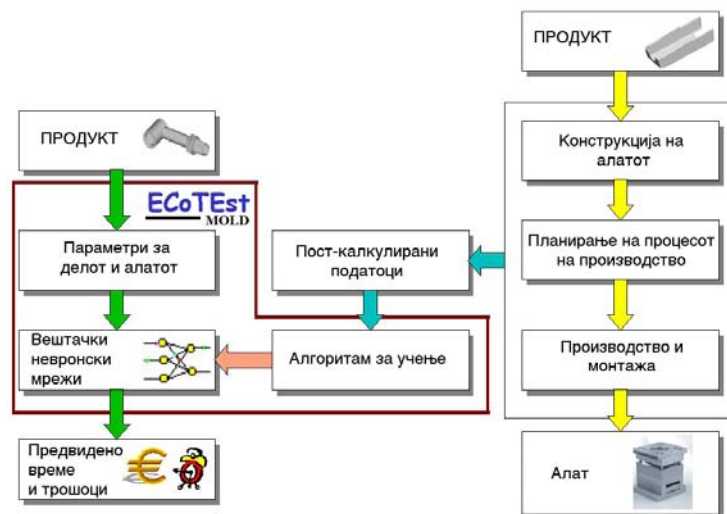 ПРОДУКТ
Конструкција на
алатот
Планирање на процесот
на производство
Производство и
монтажа
Алат
ПРОДУКТ
ECoTEst
MOLD
Параметри за
делот и алатот
Вештачки
невронски
мрежи
Предвидено
време
и трошоци
Пост-калкулирани
податоци
Алгоритам за учење